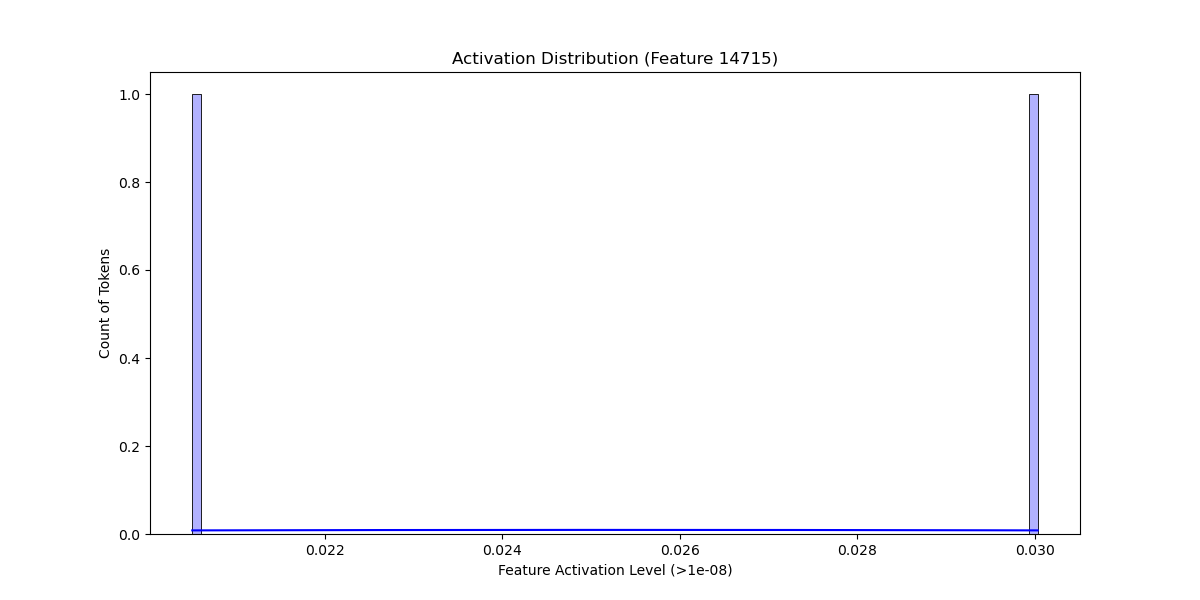 Activation Distribution (Feature 14715)
Count of Tokens
1.0
0.8
0.6
0.4
0.2
0.0
0.022 0.024 0.026 0.028 0.030
Feature Activation Level (>1e-08)